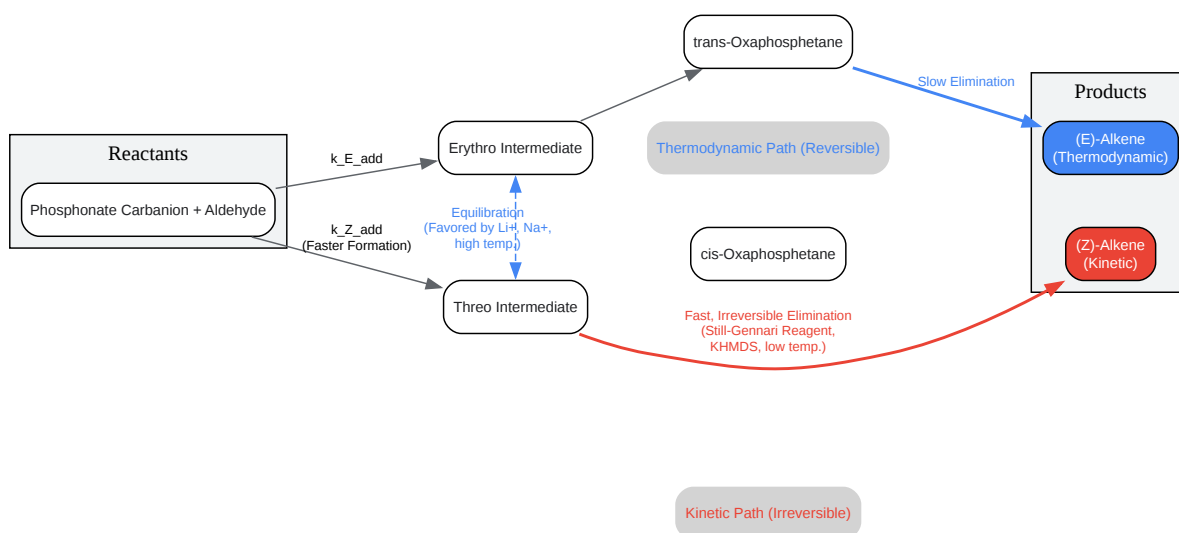 trans-Oxaphosphetane
Slow Elimination
Products
Reactants
Phosphonate Carbanion + Aldehyde
k_E_add
k_Z_add
(Faster Formation)
Erythro Intermediate
Equilibration
(Favored by Li+, Na+,
high temp.)
Threo Intermediate
Thermodynamic Path (Reversible)
cis-Oxaphosphetane
(E)-Alkene
(Thermodynamic)
(Z)-Alkene
(Kinetic)
Fast, Irreversible Elimination
(Still-Gennari Reagent,
KHMDS, low temp.)
Kinetic Path (Irreversible)